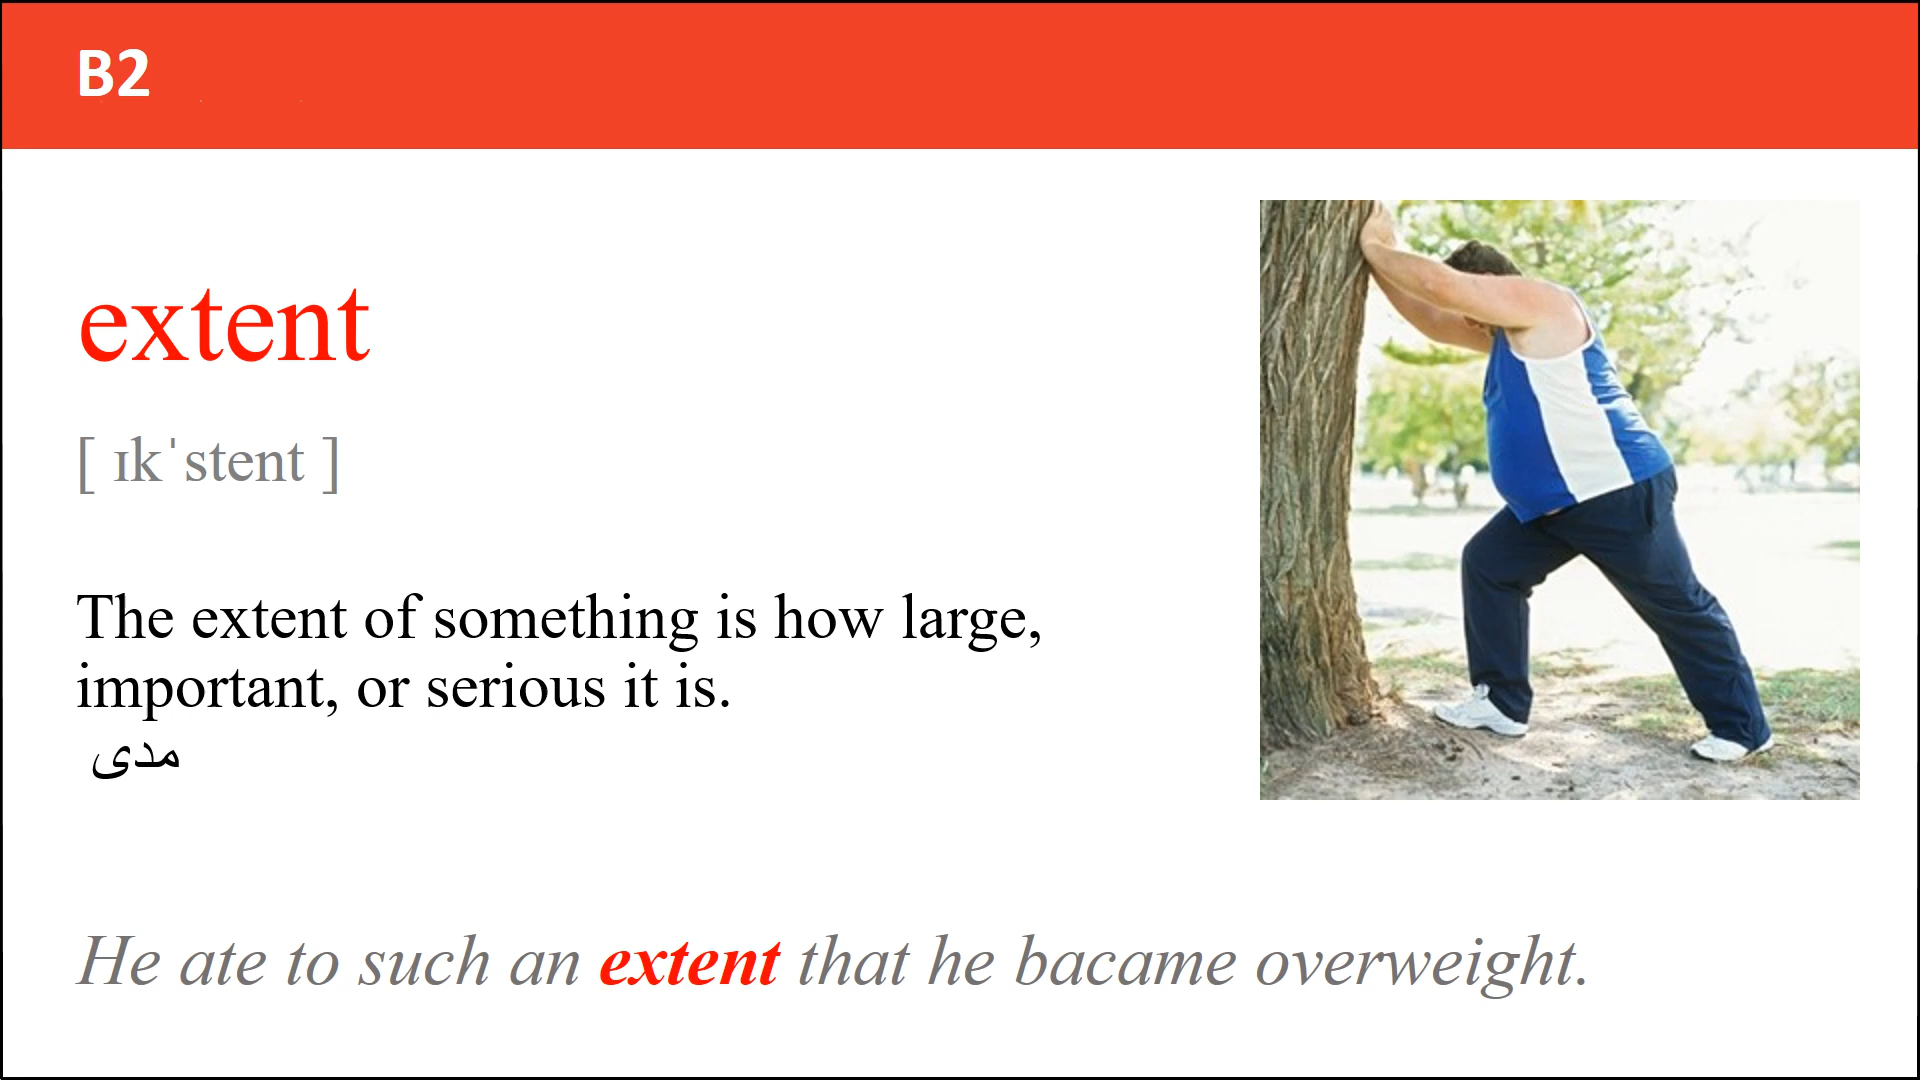 B2
extent
[ ɪkˈstent ]
The extent of something is how large,
important, or serious it is.
مدى
He ate to such an extent that he bacame overweight.